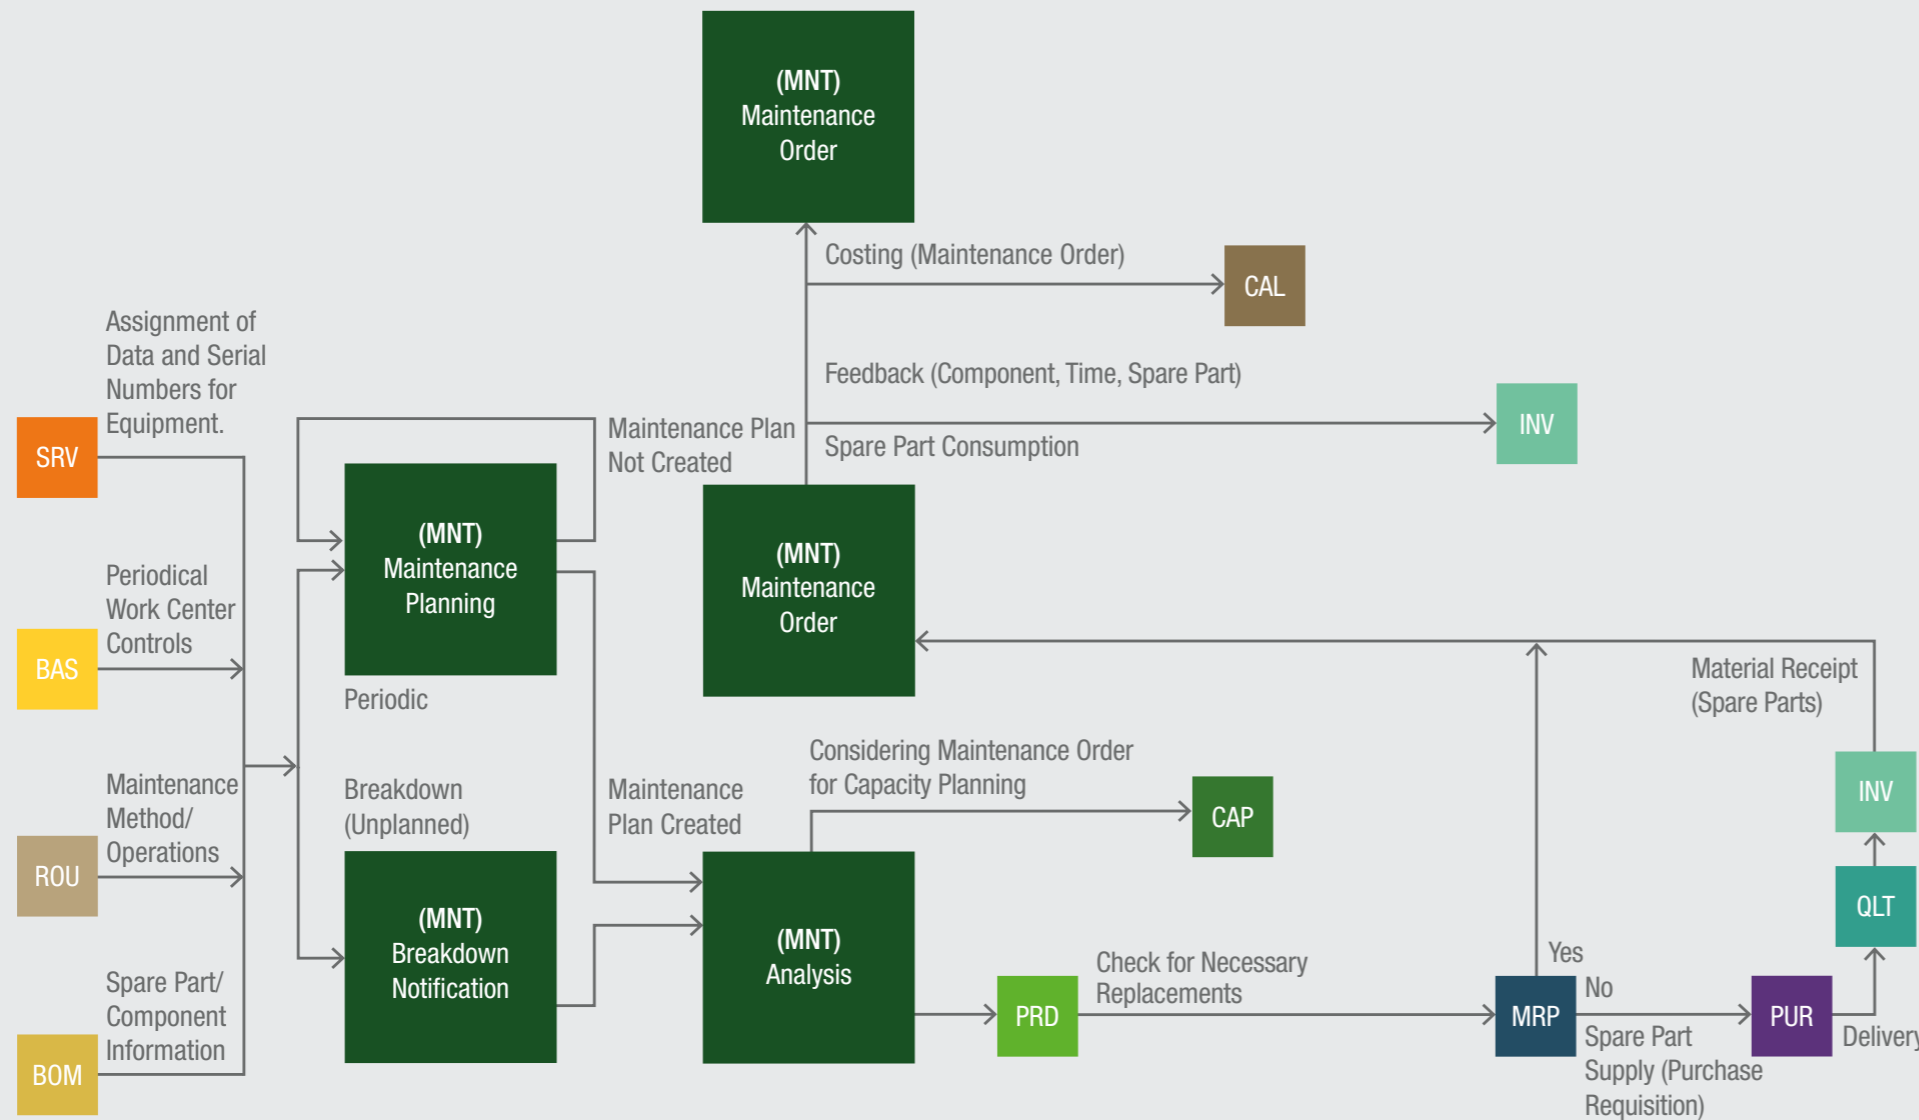 (MNT)
Maintenance
Order
Costing (Maintenance Order)
CAL
Assignment of
Data and Serial
Numbers for
Equipment.
SRV
Feedback (Component, Time, Spare Part)
Spare Part Consumption
INV
Maintenance Plan
Not Created
(MNT)
Maintenance
Planning
Periodic
(MNT)
Maintenance
Order
Periodical
Work Center
Controls
BAS
Material Receipt
(Spare Parts)
Maintenance
Method/
Operations
ROU
Breakdown
(Unplanned)
Maintenance
Plan Created
Considering Maintenance Order
for Capacity Planning
CAP
INV
QLT
(MNT)
Breakdown
Notification
(MNT)
Analysis
Spare Part/
Component
Information
BOM
PRD
Check for Necessary
Replacements
MRP
Yes
No
Spare Part
Supply (Purchase
Requisition)
PUR
Delivery